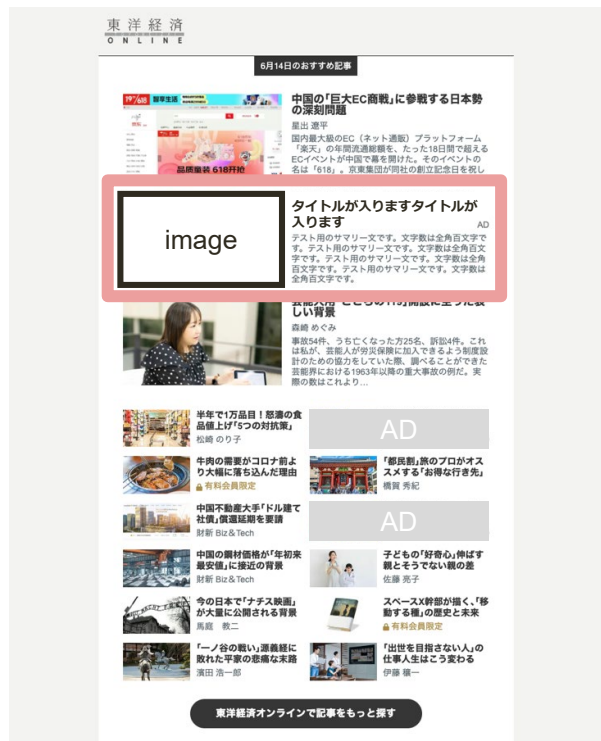 東洋経済
ONLINE
6月14日のおすすめ記事
中国の「巨大EC商戦」に参戦する日本勢
の深刻問題
星出 遼平
国内最大級のEC（ネット通販）プラットフォーム
「楽天」の年間流通総額を、たった18日間で超える
ECイベントが中国で幕を開けた。そのイベントの
名は「618」。京東集団が同社の創立記念日を祝し
品质童装 618开抢
タイトルが入りますタイトルが
入ります
AD
image
テスト用のサマリー文です。文字数は全角百文字で
す。テスト用のサマリー文です。文字数は全角百文
字です。テスト用のサマリー文です。文字数は全角
百文字です。テスト用のサマリー文です。文字数は
全角百文字です。
しい背景
森崎 めぐみ
事故54件、うち亡くなった方25名、訴訟4件。これ
は私が、芸能人が労災保険に加入できるよう制度設
計のための協力をしていた際、調べることができた
芸能界における1963年以降の重大事故の例だ。実
際の数はこれより…
半年で1万品目！怒濤の食
品値上げ「5つの対抗策」
松崎 のり子
AD
牛肉の需要がコロナ前よ
り大幅に落ち込んだ理由
有料会員限定
「都民割」旅のプロがオス
スメする「お得な行き先」
橋賀 秀紀
中国不動産大手「ドル建て
社債」償還延期を要請
財新 Biz＆Tech
AD
中国の鋼材価格が「年初来
最安値」に接近の背景
財新 Biz＆Tech
子どもの「好奇心」伸ばす
親とそうでない親の差
佐藤 亮子
今の日本で「ナチス映画」
が大量に公開される背景
馬庭 教二
スペースX幹部が描く、「移
動する種」の歴史と未来
有料会員限定
「一ノ谷の戦い」源義経に
敗れた平家の悲痛な末路
濱田 浩一郎
「出世を目指さない人」の
仕事人生はこう変わる
伊藤 穣一
東洋経済オンラインで記事をもっと探す